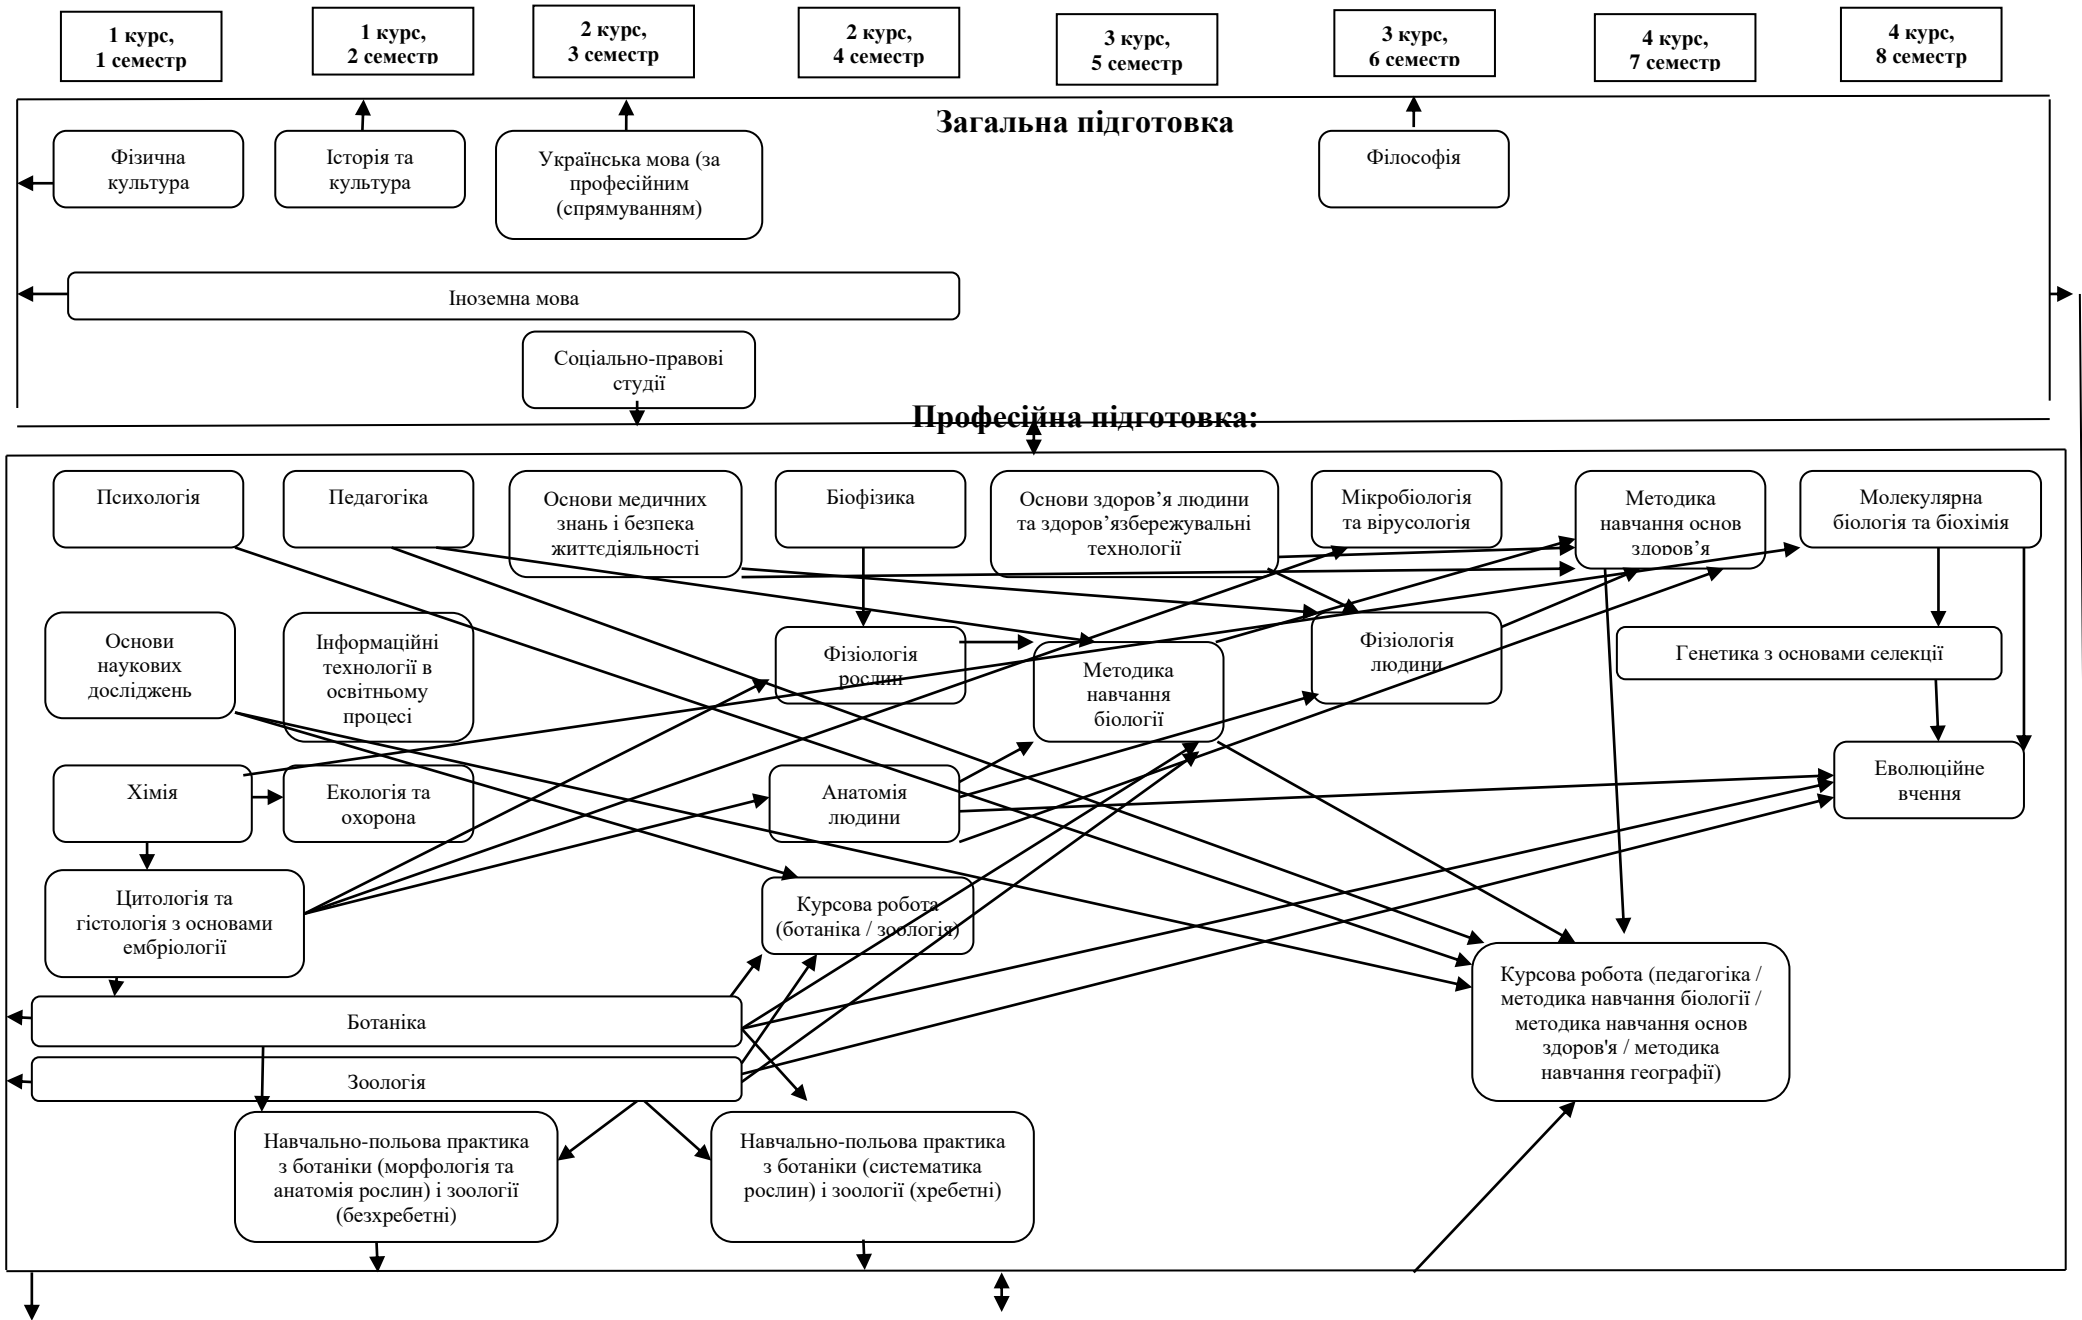 1 курс,
1 семестр
1 курс,
2 семестр
2 курс,
3 семестр
2 курс,
4 семестр
3 курс,
5 семестр
3 курс,
6 семестр
4 курс,
7 семестр
4 курс,
8 семестр
Загальна підготовка
Фізична
культура
Історія та
культура
Українська мова (за
професійним
(спрямуванням)
Філософія
Іноземна мова
Соціально-правові
студії
Професійна підготовка:
Психологія
Педагогіка
Основи медичних
знань і безпека
життєдіяльності
Біофізика
Основи здоров’я людини
та здоров’язбережувальні
технології
Мікробіологія
та вірусологія
Методика
навчання основ
здоров’я
Молекулярна
біологія та біохімія
Основи
наукових
досліджень
Інформаційні
технології в
освітньому
процесі
Фізіологія
рослин
Методика
навчання
біології
Фізіологія
людини
Генетика з основами селекції
Хімія
Екологія та
охорона
Анатомія
людини
Еволюційне
вчення
Цитологія та
гістологія з основами
ембріології
Курсова робота
(ботаніка / зоологія)
Курсова робота (педагогіка /
методика навчання біології /
методика навчання основ
здоров'я / методика
навчання географії)
Ботаніка
Зоологія
Навчально-польова практика
з ботаніки (морфологія та
анатомія рослин) і зоології
(безхребетні)
Навчально-польова практика
з ботаніки (систематика
рослин) і зоології (хребетні)